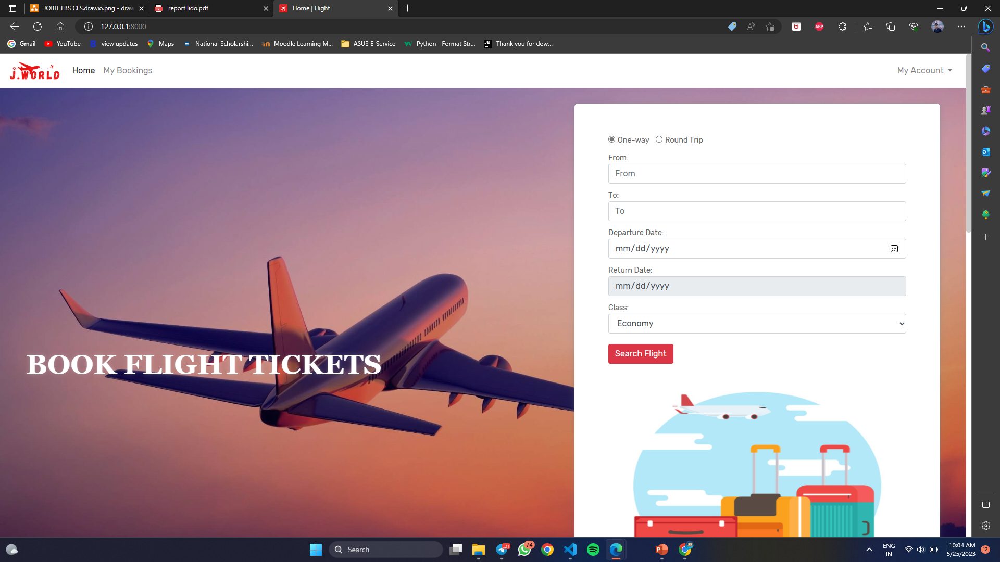 JOBIT FBS CLS.drawio.png - draw
report lido.pdf
Home | Flight
127.0.0.1:8000
Gmail
YouTube
view updates
Maps
National Scholarshi...
Moodle Learning M...
ASUS E-Service
Python - Format Str...
Thank you for dow...
J.WORLD
Home
My Bookings
My Account
One-way
Round Trip
From:
From
To:
To
Departure Date:
mm/dd/yyyy
Return Date:
mm/dd/yyyy
Class:
Economy
Search Flight
BOOK FLIGHT TICKETS
Search
21
74
ENG
IN
10:04 AM
5/25/2023
12